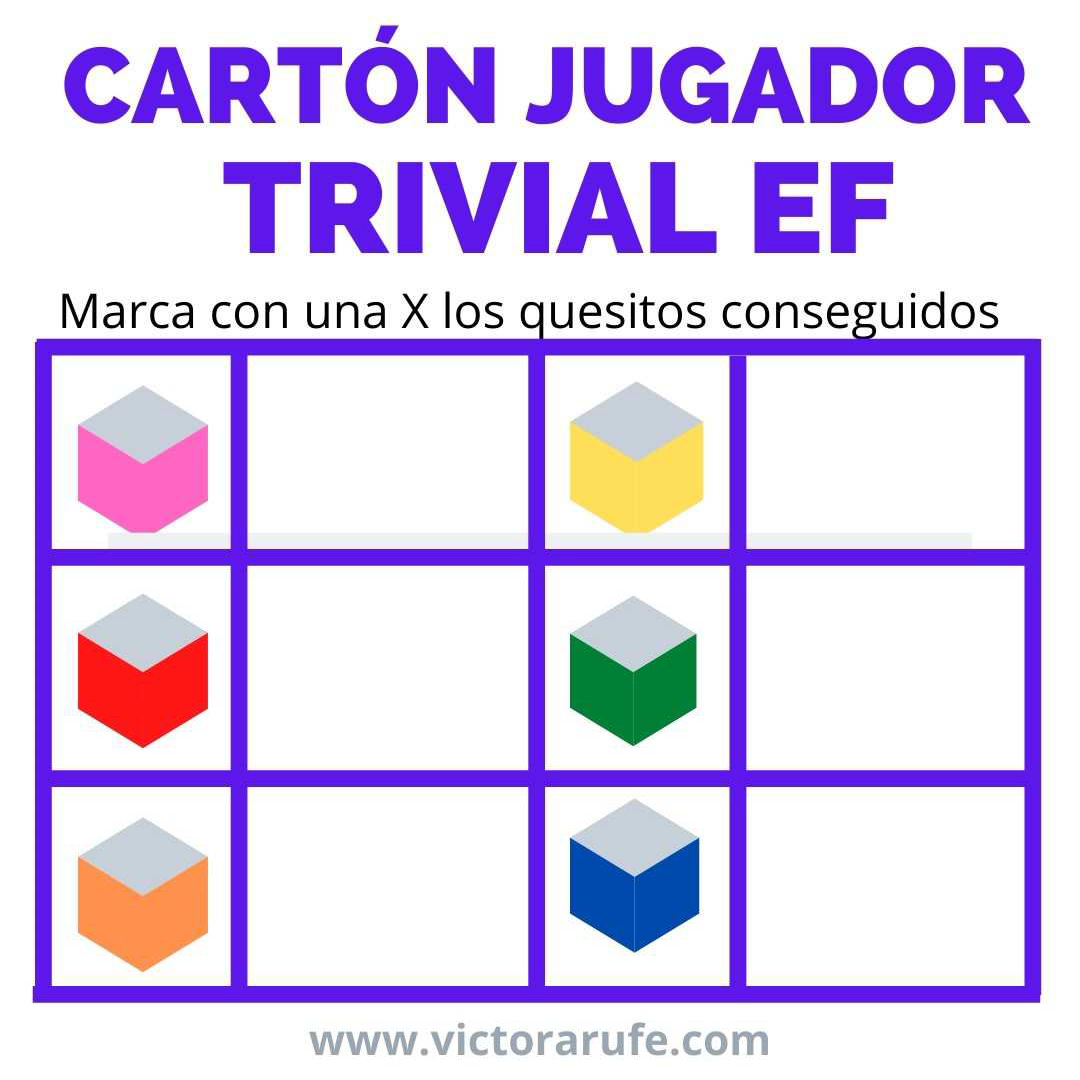 CARTÓN JUGADOR
TRIVIAL EF
Marca con una X los quesitos conseguidos
www.victorarufe.com